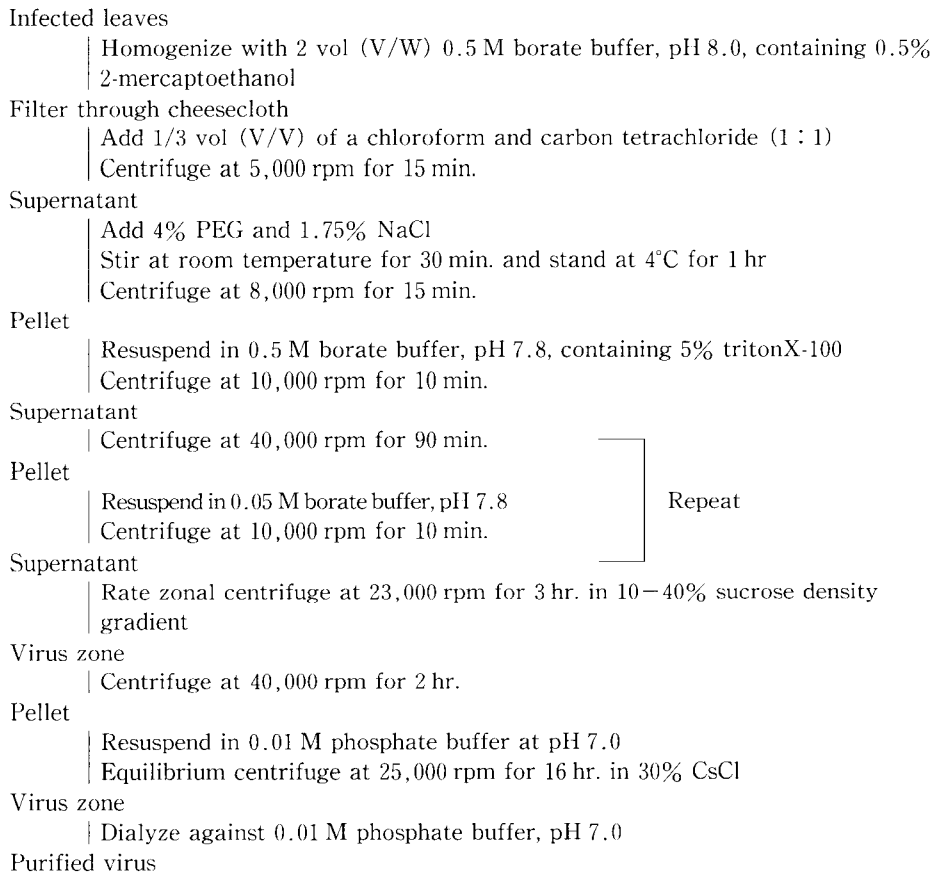 Infected leaves
Homogenize with 2 vol (V/W) 0.5 M borate buffer, pH 8.0, containing 0.5%
2-mercaptoethanol
Filter through cheesecloth
Add 1/3 vol (V/V) of a chloroform and carbon tetrachloride (1 : 1)
Centrifuge at 5,000 rpm for 15 min.
Supernatant
Add 4% PEG and 1.75% NaCl
Stir at room temperature for 30 min. and stand at 4°C for 1 hr
Centrifuge at 8,000 rpm for 15 min.
Pellet
Resuspend in 0.5 M borate buffer, pH 7.8, containing 5% tritonX-100
Centrifuge at 10,000 rpm for 10 min.
Supernatant
Centrifuge at 40,000 rpm for 90 min.
Pellet
Resuspend in 0.05 M borate buffer, pH 7.8
Repeat
Centrifuge at 10,000 rpm for 10 min.
Supernatant
Rate zonal centrifuge at 23,000 rpm for 3 hr. in 10-40% sucrose density
gradient
Virus zone
Centrifuge at 40,000 rpm for 2 hr.
Pellet
Resuspend in 0.01 M phosphate buffer at pH 7.0
Equilibrium centrifuge at 25,000 rpm for 16 hr. in 30% CsCl
Virus zone
Dialyze against 0.01 M phosphate buffer, pH 7.0
Purified virus